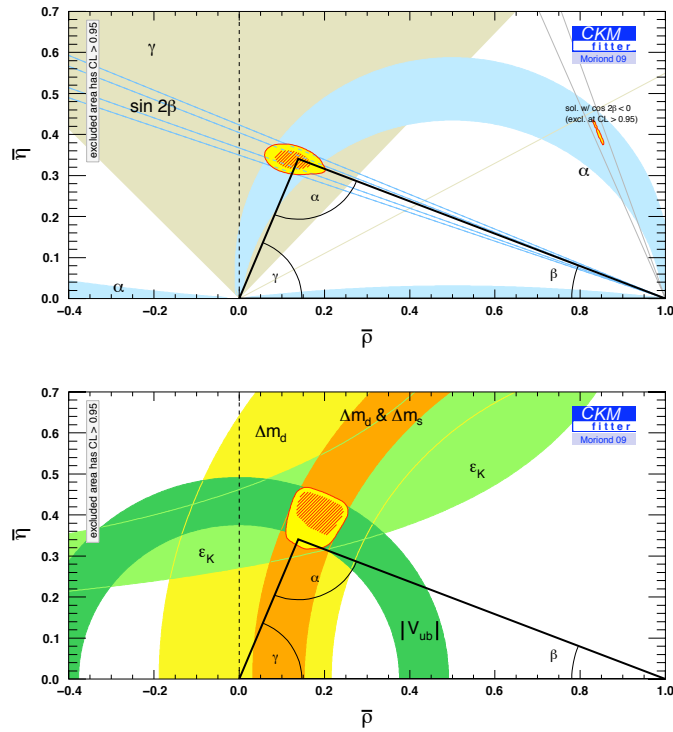 0.7
0.6
0.5
0.4
0.3
0.2
0.1
0.0
-0.4
-0.2
0.0
0.2
0.4
0.6
0.8
1.0
η̅
ρ̅
excluded area has CL > 0.95
γ
sin 2β
CKM
fitter
Moriond 09
sol. w/ cos 2β < 0
(excl. at CL > 0.95)
α
α
α
γ
β
0.7
0.6
0.5
0.4
0.3
0.2
0.1
0.0
-0.4
-0.2
0.0
0.2
0.4
0.6
0.8
1.0
η̅
ρ̅
excluded area has CL > 0.95
Δm_d
Δm_d & Δm_s
CKM
fitter
Moriond 09
ε_K
ε_K
α
|V_ub|
γ
β